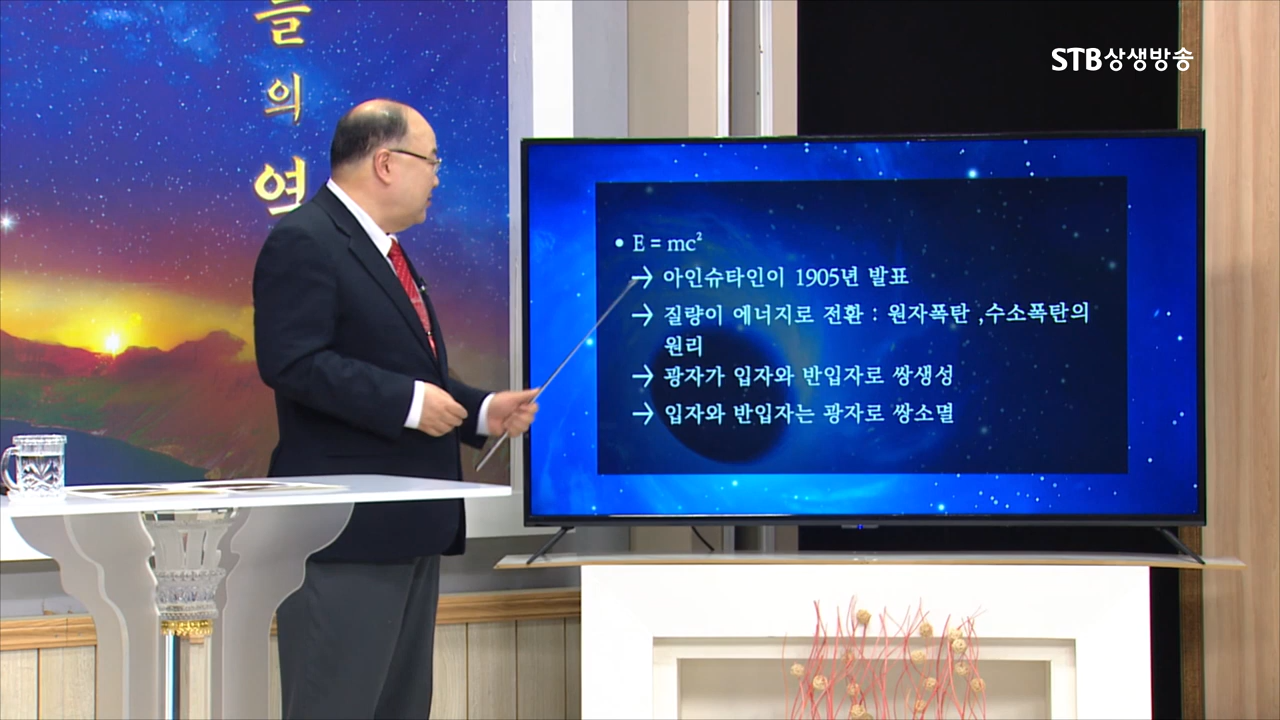 STB상생방송
들
의
역
• E = mc²
→ 아인슈타인이 1905년 발표
→ 질량이 에너지로 전환 : 원자폭탄 ,수소폭탄의
원리
→ 광자가 입자와 반입자로 쌍생성
→ 입자와 반입자는 광자로 쌍소멸